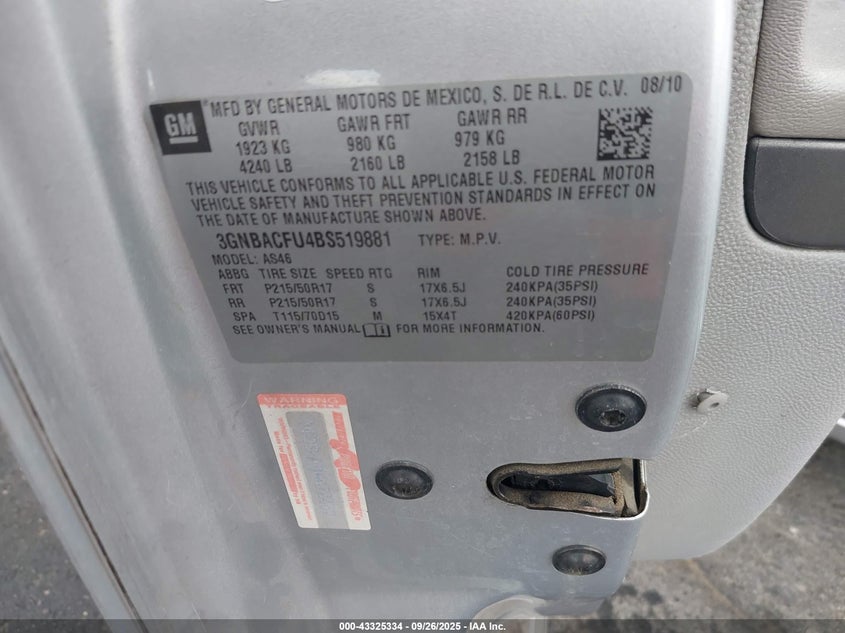 GM
MFD BY GENERAL MOTORS DE MEXICO, S. DE R.L. DE C.V. 08/10
GVWR GAWR FRT GAWR RR
1923 KG 980 KG 979 KG
4240 LB 2160 LB 2158 LB
THIS VEHICLE CONFORMS TO ALL APPLICABLE U.S. FEDERAL MOTOR
VEHICLE SAFETY AND THEFT PREVENTION STANDARDS IN EFFECT ON
THE DATE OF MANUFACTURE SHOWN ABOVE.
3GNBACFU4BS519881 TYPE: M.P.V.
MODEL: AS46
ABBG TIRE SIZE SPEED RTG RIM COLD TIRE PRESSURE
FRT P215/50R17 S 17X6.5J 240KPA(35PSI)
RR P215/50R17 S 17X6.5J 240KPA(35PSI)
SPA T115/70D15 M 15X4T 420KPA(60PSI)
SEE OWNER'S MANUAL FOR MORE INFORMATION.
WARNING
TRACEABLE
000-43325334 - 09/26/2025 - IAA Inc.